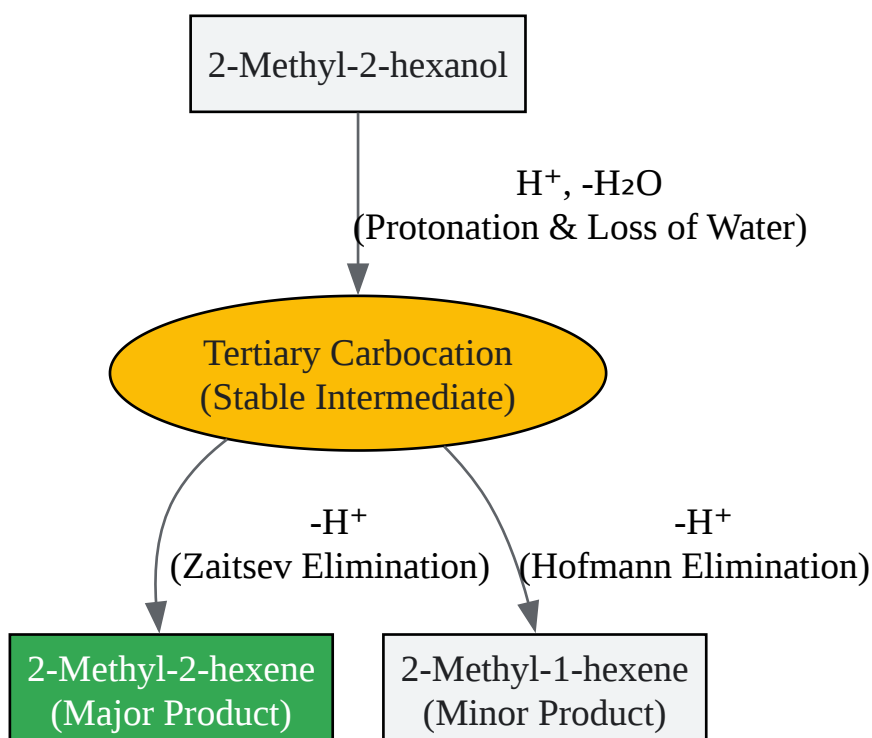 2-Methyl-2-hexanol
H⁺, -H₂O
(Protonation & Loss of Water)
Tertiary Carbocation
(Stable Intermediate)
-H⁺
(Zaitsev Elimination)
-H⁺
(Hofmann Elimination)
2-Methyl-2-hexene
(Major Product)
2-Methyl-1-hexene
(Minor Product)